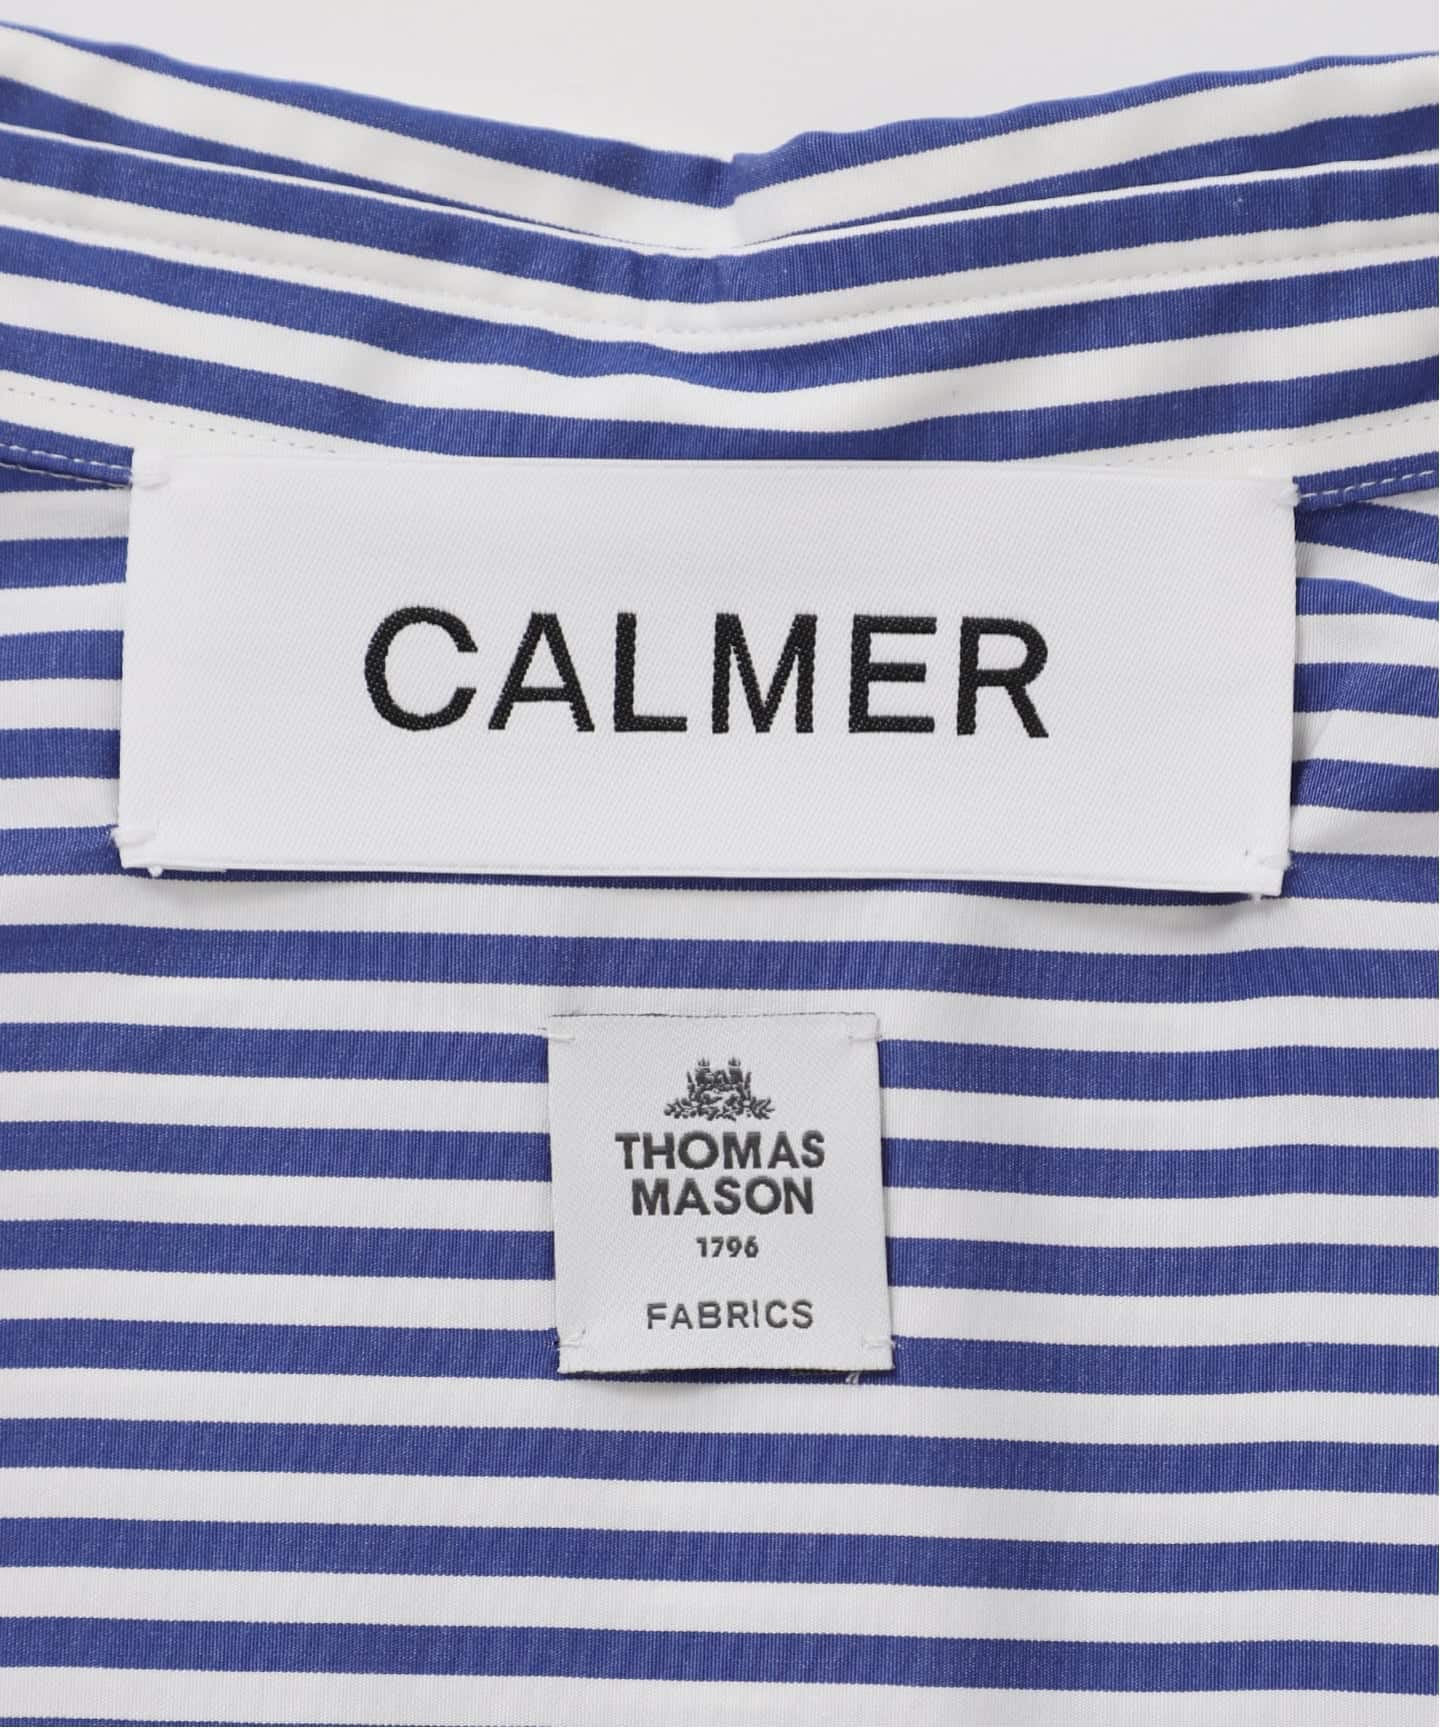 CALMER
THOMAS
MASON
1796
FABRICS